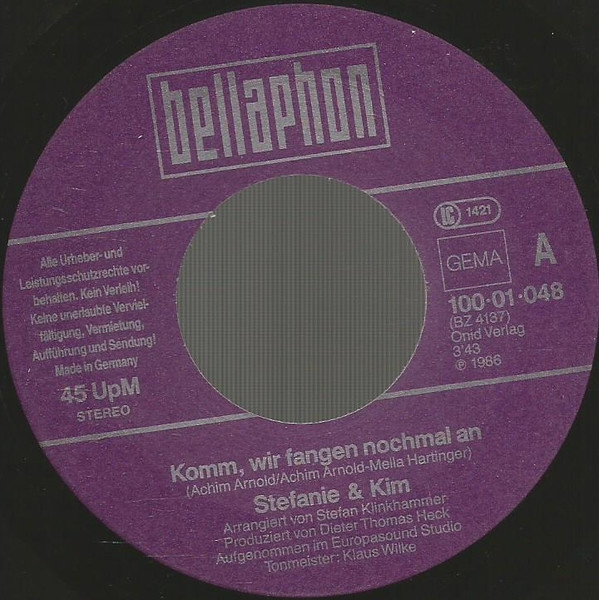 bellaphon
LC 1421
GEMA
A
100·01·048
(BZ 4137)
Onid Verlag
3'43
℗ 1986
Alle Urheber- und
Leistungsschutzrechte vor-
behalten. Kein Verleih!
Keine unerlaubte Verviel-
fältigung, Vermietung,
Aufführung und Sendung!
Made in Germany
45 UpM
STEREO
Komm, wir fangen nochmal an
(Achim Arnold/Achim Arnold-Mella Hartinger)
Stefanie & Kim
Arrangiert von Stefan Klinkhammer
Produziert von Dieter Thomas Heck
Aufgenommen im Europasound Studio
Tonmeister: Klaus Wilke